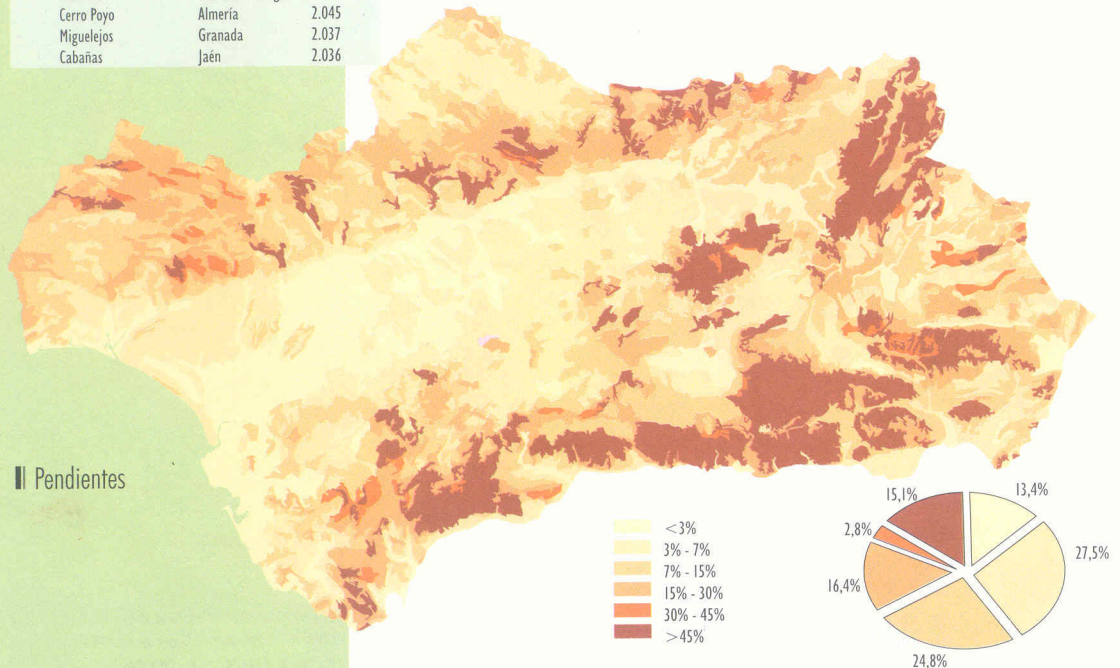 Cerro Poyo Almería 2.045
Miguelejos Granada 2.037
Cabañas Jaén 2.036
Pendientes
<3%
3% - 7%
7% - 15%
15% - 30%
30% - 45%
>45%
15,1%
13,4%
2,8%
27,5%
16,4%
24,8%